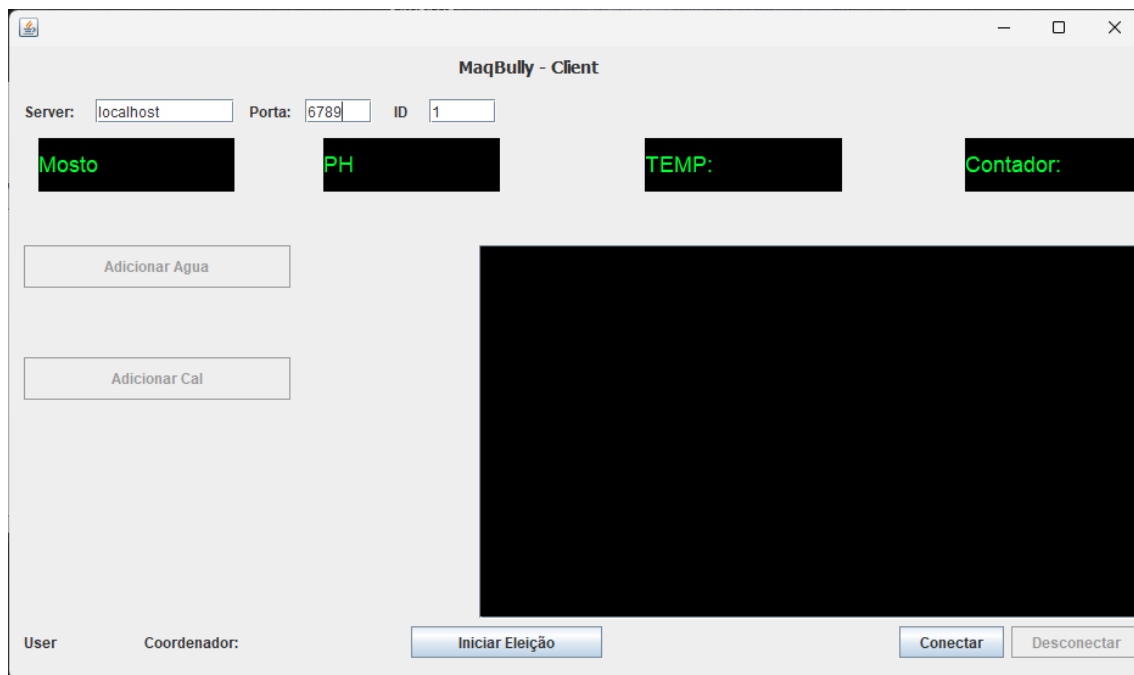 MaqBully - Client
Server: localhost Porta: 6789 ID 1
Mosto PH TEMP: Contador:
Adicionar Agua
Adicionar Cal
User Coordenador: Iniciar Eleição Conectar Desconectar